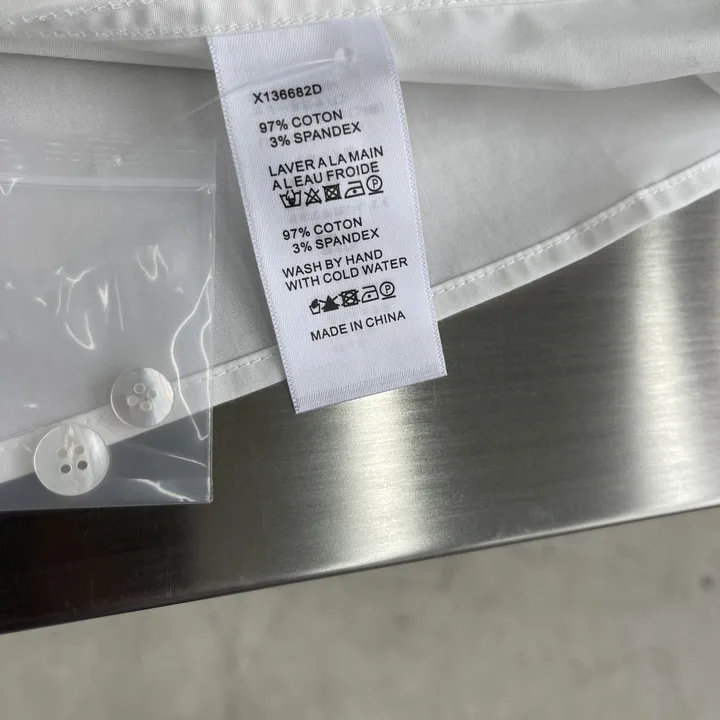 X136682D
97% COTON
3% SPANDEX
LAVER A LA MAIN
A L EAU FROIDE
97% COTON
3% SPANDEX
WASH BY HAND
WITH COLD WATER
MADE IN CHINA